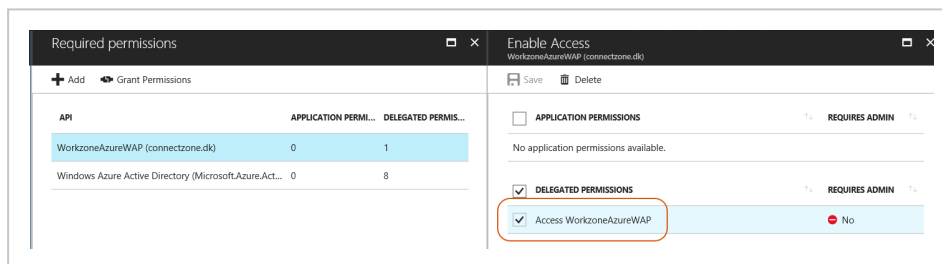 Required permissions
Add Grant Permissions
API APPLICATION PERMI... DELEGATED PERMIS...
WorkzoneAzureWAP (connectzone.dk) 0 1
Windows Azure Active Directory (Microsoft.Azure.Act... 0 8
Enable Access
WorkzoneAzureWAP (connectzone.dk)
Save Delete
APPLICATION PERMISSIONS REQUIRES ADMIN
No application permissions available.
DELEGATED PERMISSIONS REQUIRES ADMIN
Access WorkzoneAzureWAP No